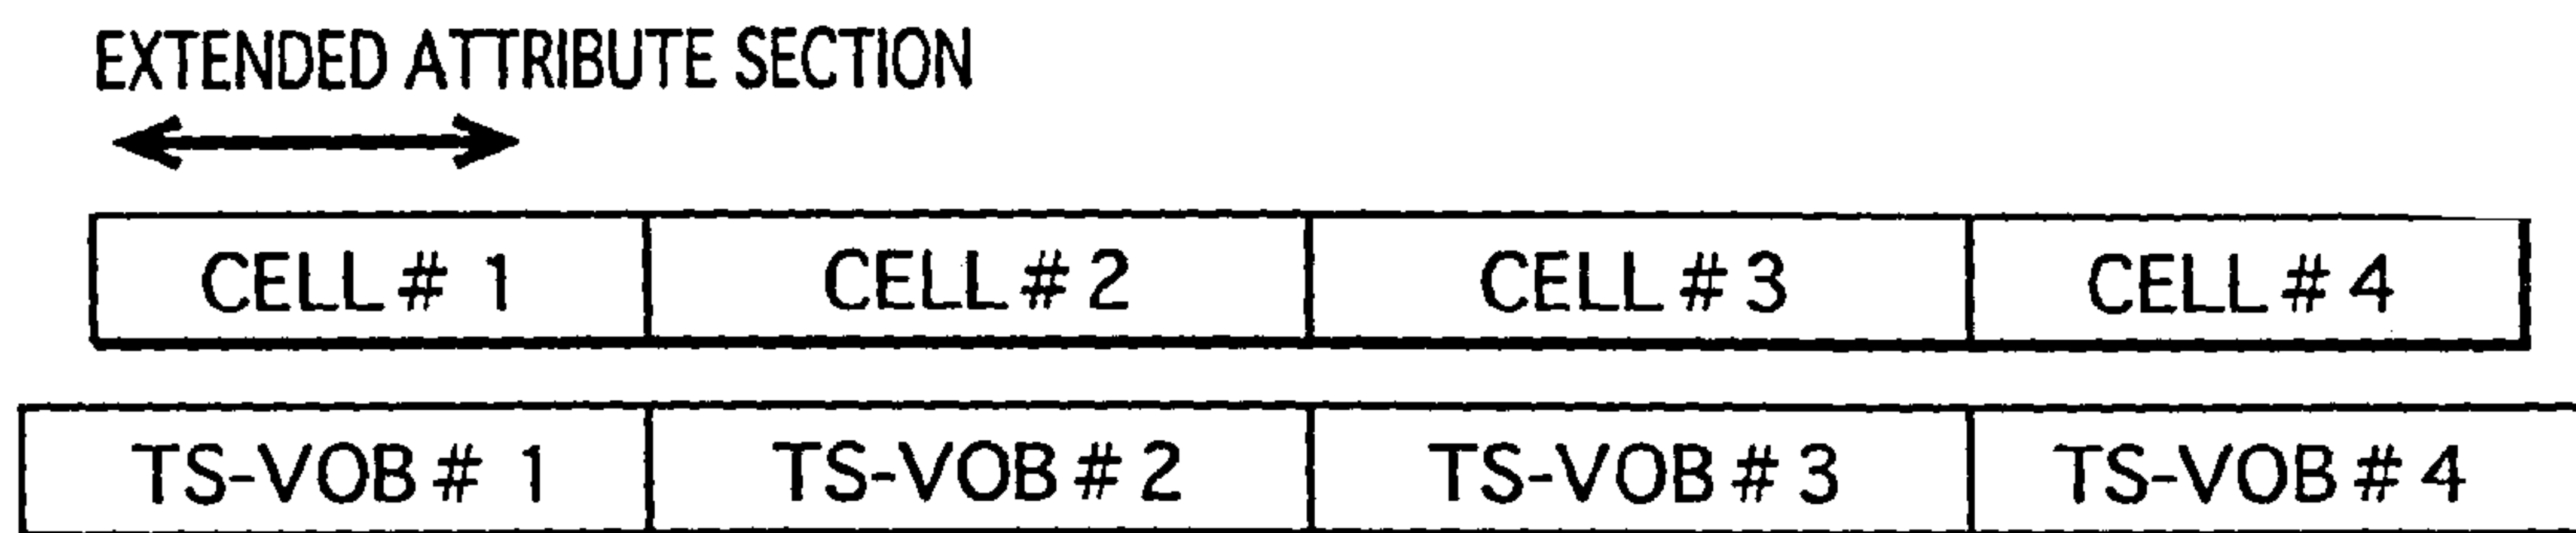 EXTENDED ATTRIBUTE SECTION
CELL # 1 CELL # 2 CELL # 3 CELL # 4
TS-VOB # 1 TS-VOB # 2 TS-VOB # 3 TS-VOB # 4